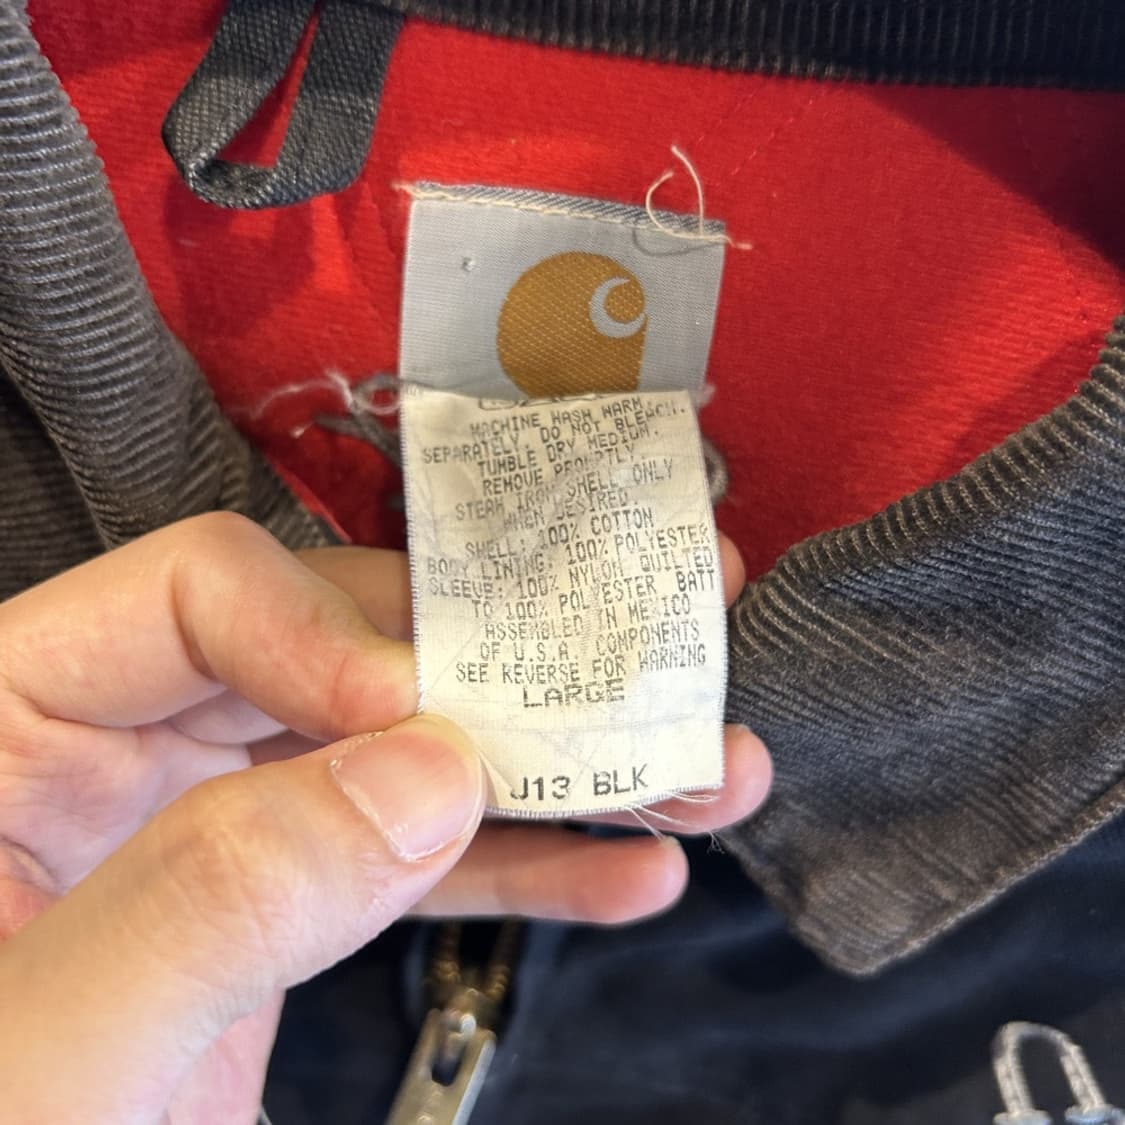 MACHINE WASH WARM
SEPARATELY. DO NOT BLEACH.
TUMBLE DRY MEDIUM.
REMOVE PROMPTLY
STEAM IRON SHELL ONLY
WHEN DESIRED
SHELL: 100% COTTON
BODY LINING: 100% POLYESTER
SLEEVE: 100% NYLON QUILTED
TO 100% POLYESTER BATT
ASSEMBLED IN MEXICO
OF U.S.A. COMPONENTS
SEE REVERSE FOR WARNING
LARGE
J13 BLK